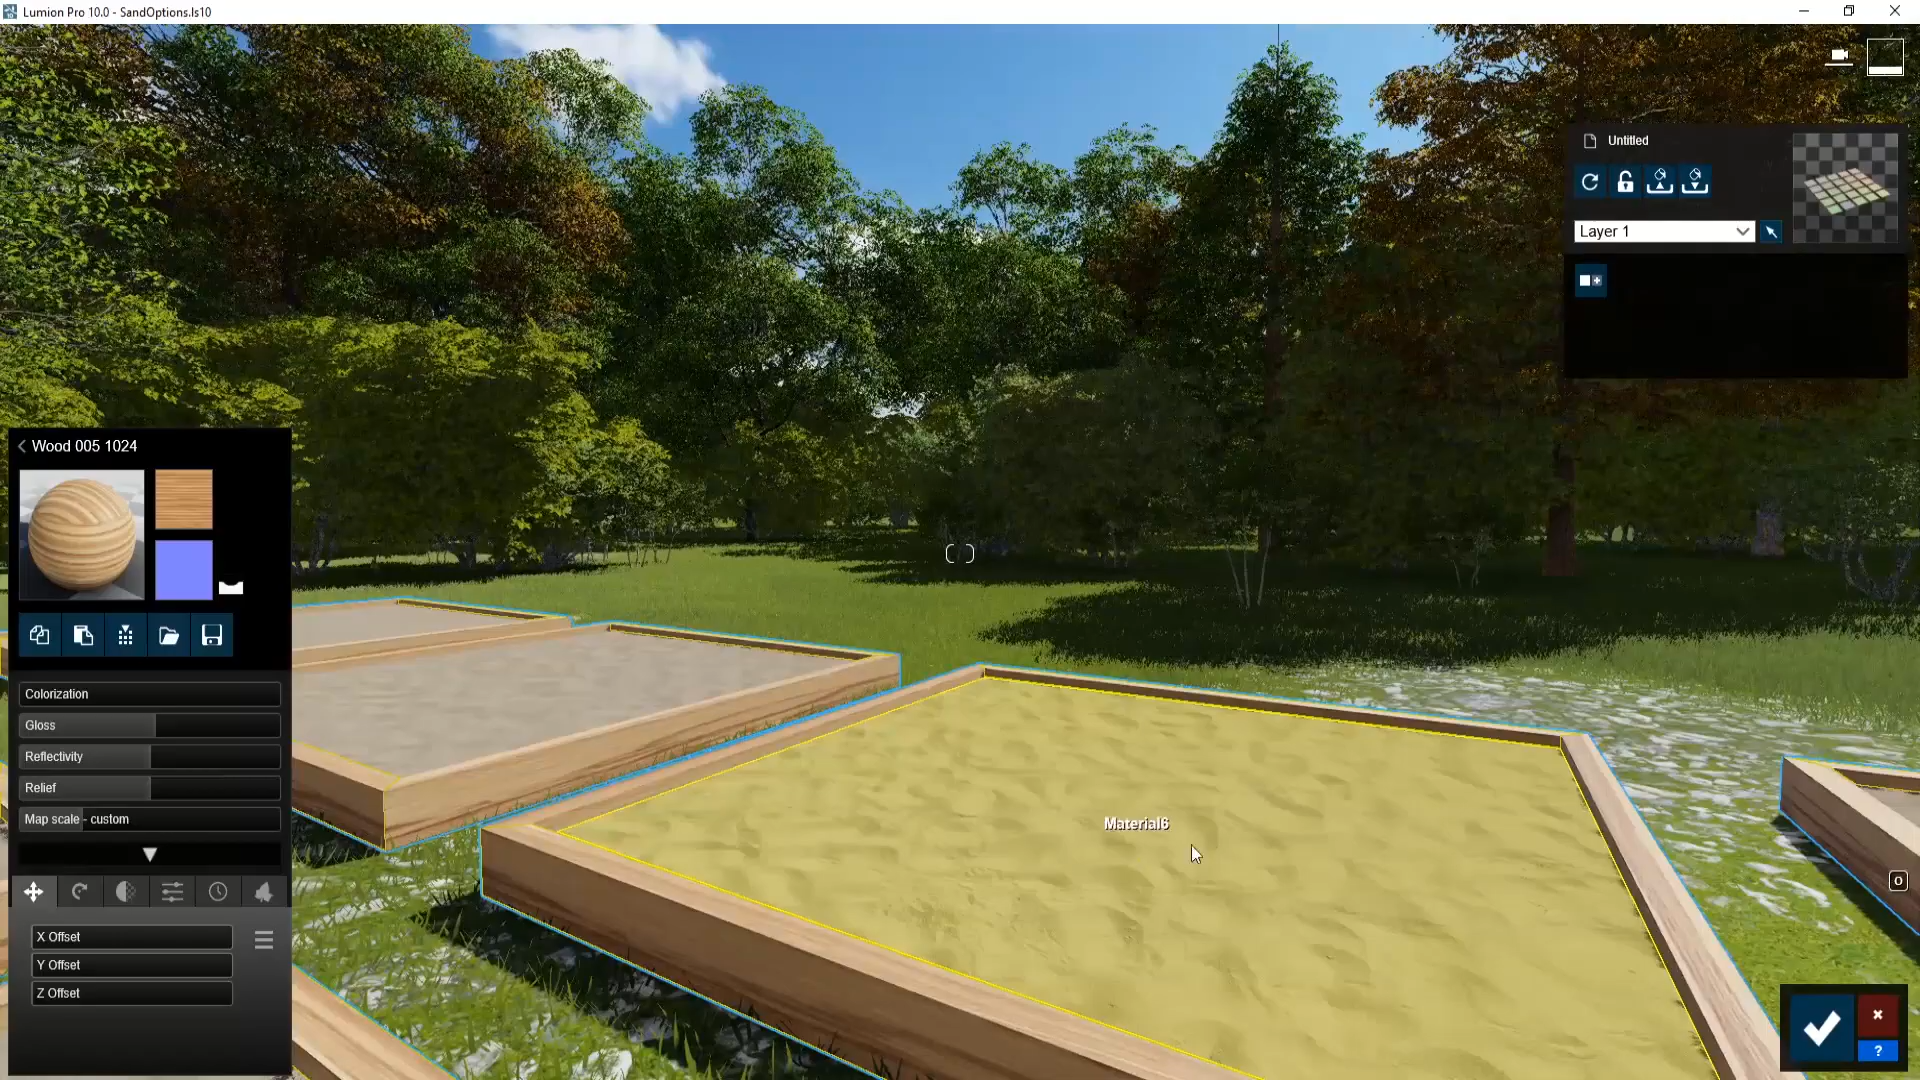 Lumion Pro 10.0 - SandOptions.ls10
Untitled
Layer 1
Wood 005 1024
Colorization
Gloss
Reflectivity
Relief
Map scale - custom
X Offset
Y Offset
Z Offset
Material6
O
?